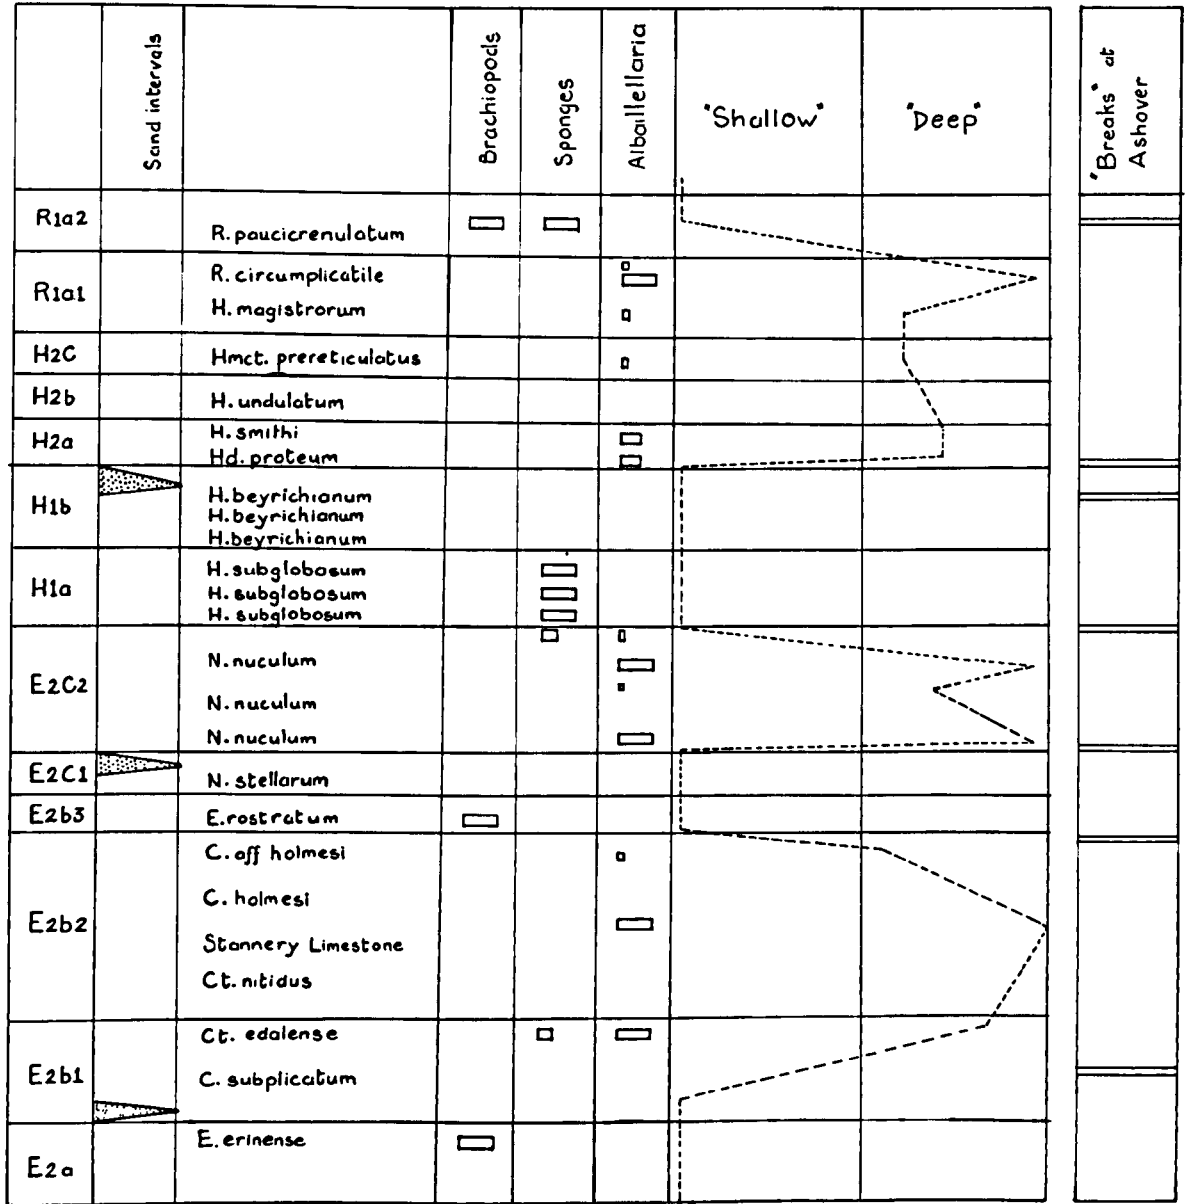 Sand intervals
Brachiopods
Sponges
Albaillellaria
"Shallow"
"Deep"
"Breaks" at
Ashover
R1a2
R. paucicrenulatum
R1a1
R. circumplicatile
H. magistrorum
H2C
Hmct. prereticulatus
H2b
H. undulatum
H2a
H. smithi
Hd. proteum
H1b
H. beyrichianum
H. beyrichianum
H. beyrichianum
H1a
H. subglobosum
H. subglobosum
H. subglobosum
E2C2
N. nuculum
N. nuculum
N. nuculum
E2C1
N. stellarum
E2b3
E. rostratum
E2b2
C. aff holmesi
C. holmesi
Stannery Limestone
Ct. nitidus
E2b1
Ct. edalense
C. subplicatum
E2a
E. erinense